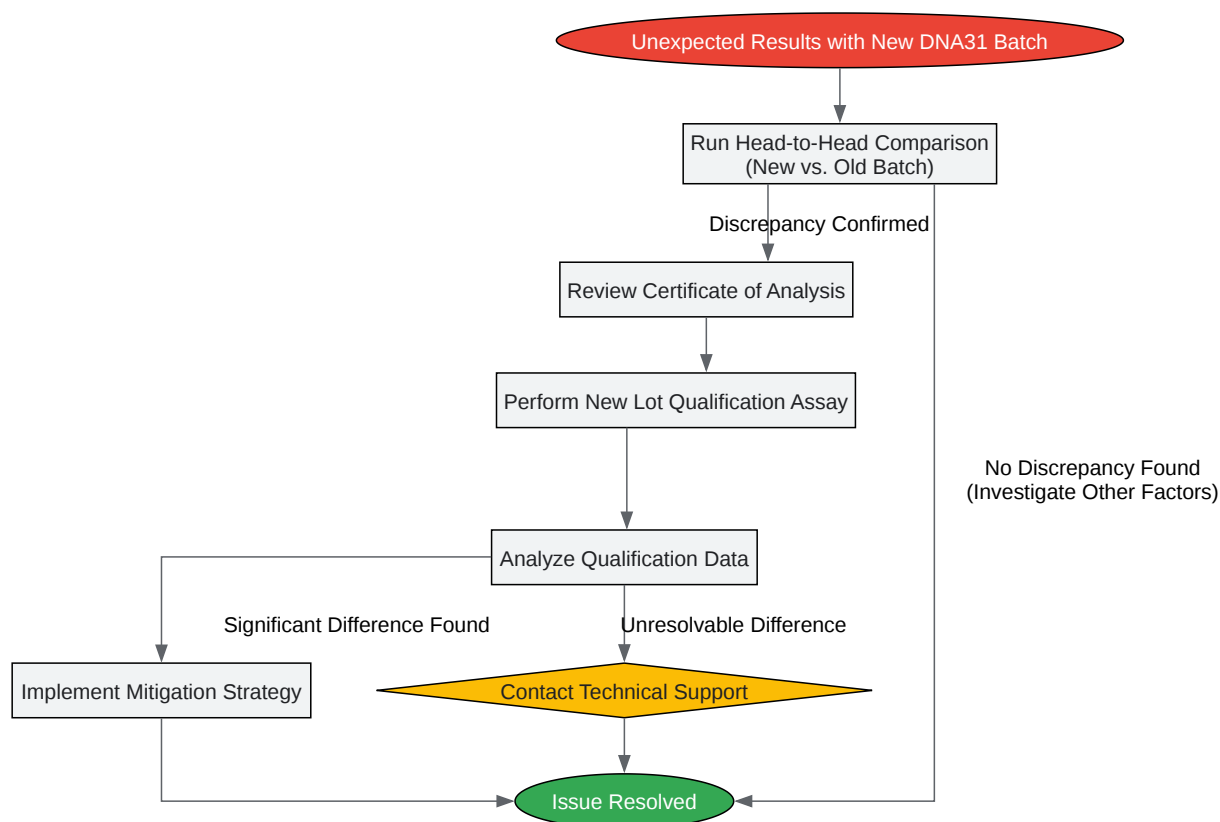 Unexpected Results with New DNA31 Batch
Run Head-to-Head Comparison
(New vs. Old Batch)
Discrepancy Confirmed
Review Certificate of Analysis
Perform New Lot Qualification Assay
No Discrepancy Found
(Investigate Other Factors)
Analyze Qualification Data
Significant Difference Found
Unresolvable Difference
Implement Mitigation Strategy
Contact Technical Support
Issue Resolved